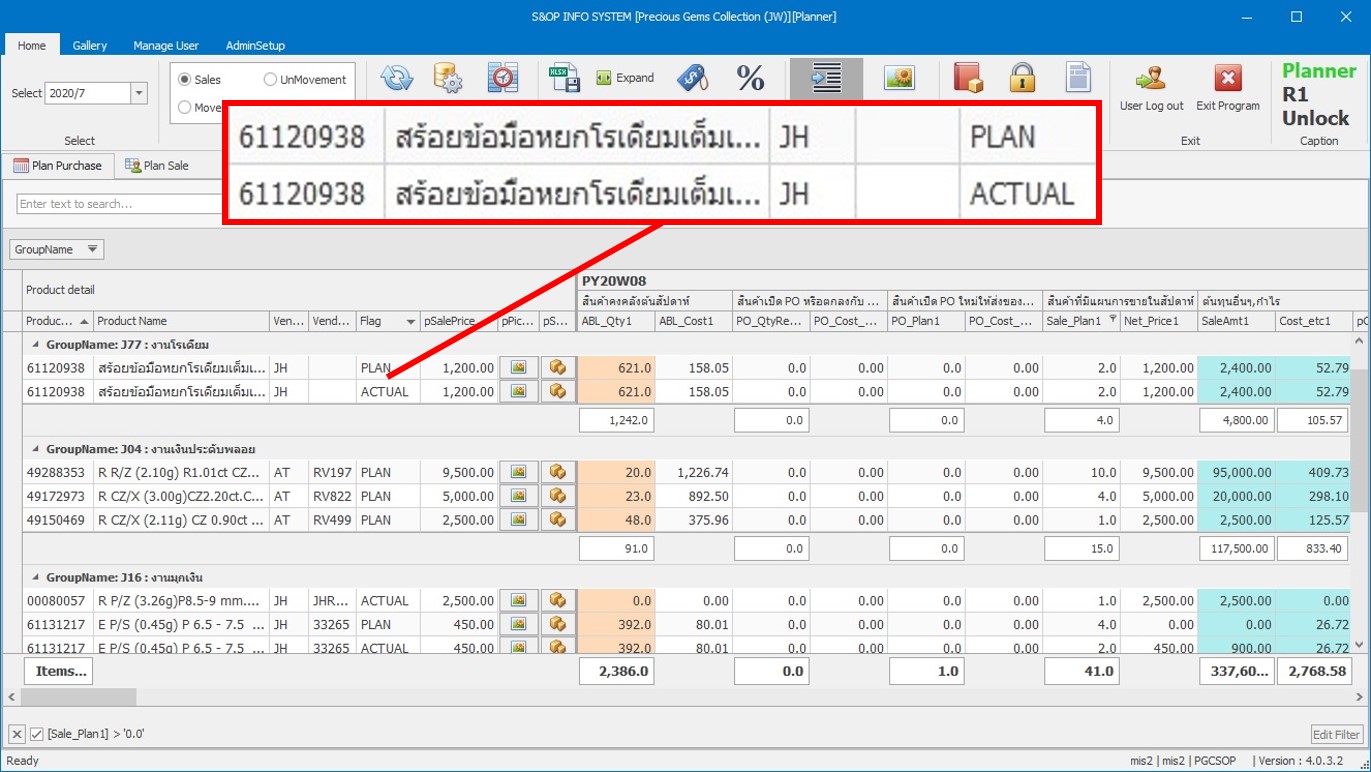 S&OP INFO SYSTEM [Precious Gems Collection (JW)][Planner]
Home Gallery Manage User AdminSetup
Select 2020/7
Sales UnMovement
Select
Expand
User Log out Exit Program
Exit
Planner
R1
Unlock
Caption
61120938 สร้อยข้อมือหยกโรเดียมเต็มเ... JH PLAN
61120938 สร้อยข้อมือหยกโรเดียมเต็มเ... JH ACTUAL
Plan Purchase Plan Sale
Enter text to search...
GroupName
Product detail PY20W08
สินค้าคงคลังต้นสัปดาห์ สินค้าเปิด PO หรือตกลงกับ ... สินค้าเปิด PO ใหม่ให้ส่งของ... สินค้าที่มีแผนการขายในสัปดาห์ ต้นทุนอื่นๆ,กำไร
Produc... Product Name Ven... Vend... Flag pSalePrice pPic... pS... ABL_Qty1 ABL_Cost1 PO_QtyRe... PO_Cost_... PO_Plan1 PO_Cost_... Sale_Plan1 Net_Price1 SaleAmt1 Cost_etc1
GroupName: J77 : งานโรเดียม
61120938 สร้อยข้อมือหยกโรเดียมเต็มเ... JH PLAN 1,200.00 621.0 158.05 0.0 0.00 0.0 0.00 2.0 1,200.00 2,400.00 52.79
61120938 สร้อยข้อมือหยกโรเดียมเต็มเ... JH ACTUAL 1,200.00 621.0 158.05 0.0 0.00 0.0 0.00 2.0 1,200.00 2,400.00 52.79
1,242.0 0.0 0.0 4.0 4,800.00 105.57
GroupName: J04 : งานเงินประดับพลอย
49288353 R R/Z (2.10g) R1.01ct CZ... AT RV197 PLAN 9,500.00 20.0 1,226.74 0.0 0.00 0.0 0.00 10.0 9,500.00 95,000.00 409.73
49172973 R CZ/X (3.00g)CZ2.20ct.C... AT RV822 PLAN 5,000.00 23.0 892.50 0.0 0.00 0.0 0.00 4.0 5,000.00 20,000.00 298.10
49150469 R CZ/X (2.11g) CZ 0.90ct ... AT RV499 PLAN 2,500.00 48.0 375.96 0.0 0.00 0.0 0.00 1.0 2,500.00 2,500.00 125.57
91.0 0.0 0.0 15.0 117,500.00 833.40
GroupName: J16 : งานมุกเงิน
00080057 R P/Z (3.26g)P8.5-9 mm.... JH JHR... ACTUAL 2,500.00 0.0 0.00 0.0 0.00 0.0 0.00 1.0 2,500.00 2,500.00 0.00
61131217 E P/S (0.45g) P 6.5 - 7.5 ... JH 33265 PLAN 450.00 392.0 80.01 0.0 0.00 0.0 0.00 4.0 0.00 0.00 26.72
61131217 E P/S (0.45g) P 6.5 - 7.5 ... JH 33265 ACTUAL 450.00 392.0 80.01 0.0 0.00 0.0 0.00 2.0 450.00 900.00 26.72
Items... 2,386.0 0.0 1.0 41.0 337,60... 2,768.58
[Sale_Plan1] > '0.0' Edit Filter
Ready mis2 | mis2 | PGCSOP | Version : 4.0.3.2